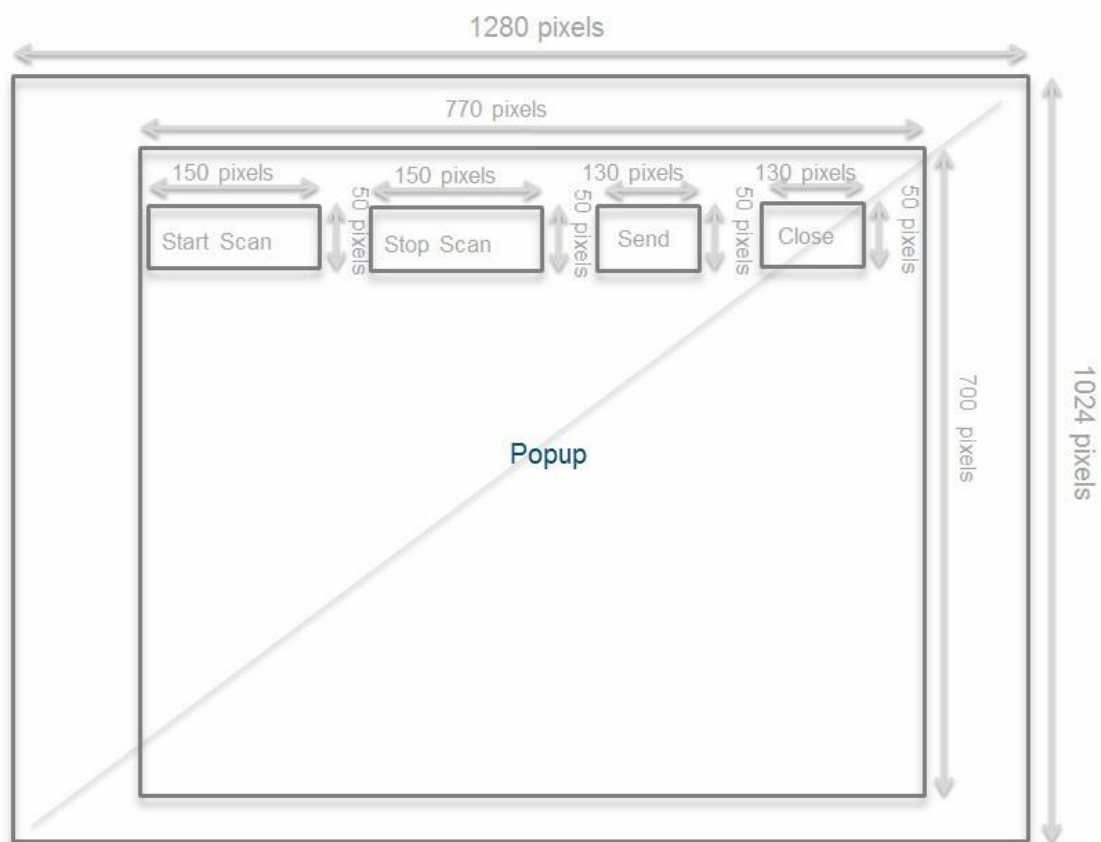 1280 pixels
770 pixels
150 pixels
150 pixels
130 pixels
130 pixels
Start Scan
50 pixels
Stop Scan
50 pixels
Send
50 pixels
Close
50 pixels
700 pixels
1024 pixels
Popup